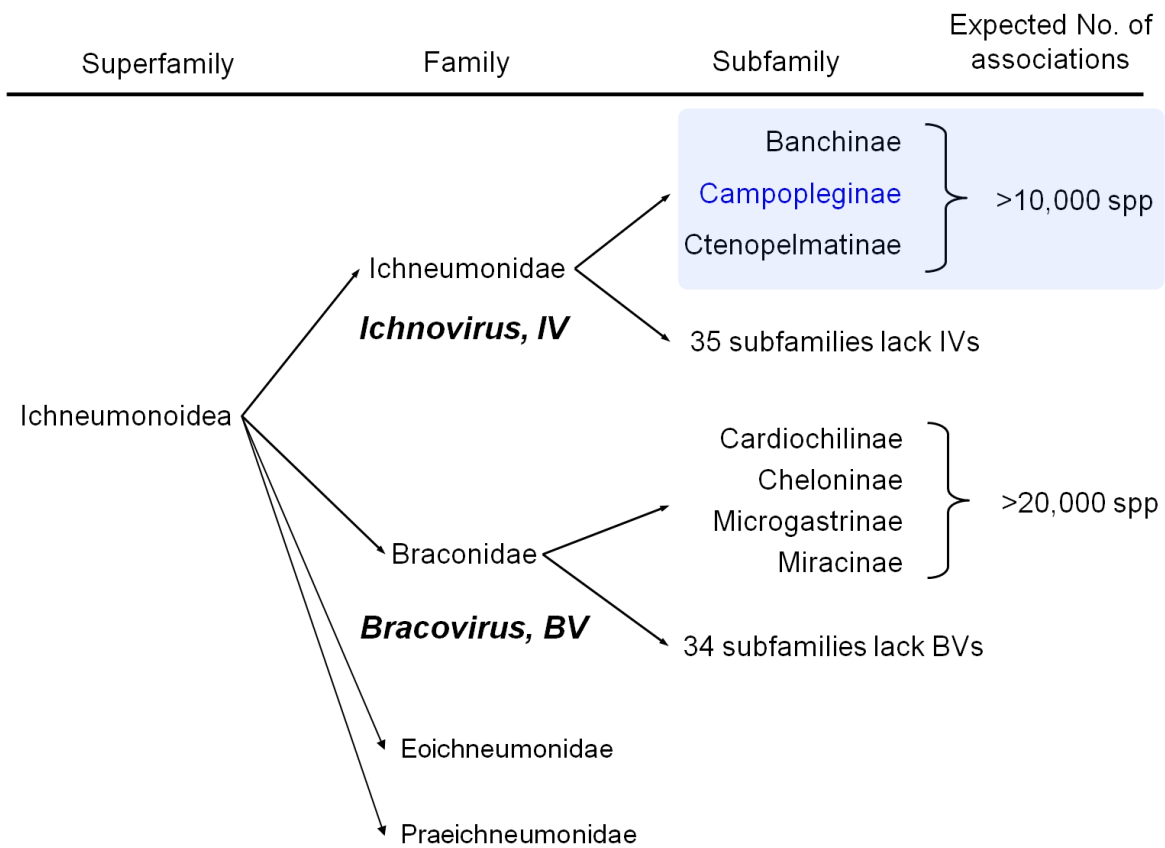 Superfamily
Family
Subfamily
Expected No. of
associations
Banchinae
Campopleginae
Ctenopelmatinae
>10,000 spp
Ichneumonidae
Ichnovirus, IV
35 subfamilies lack IVs
Ichneumonoidea
Cardiochilinae
Cheloninae
Microgastrinae
Miracinae
>20,000 spp
Braconidae
Bracovirus, BV
34 subfamilies lack BVs
Eoichneumonidae
Praeichneumonidae